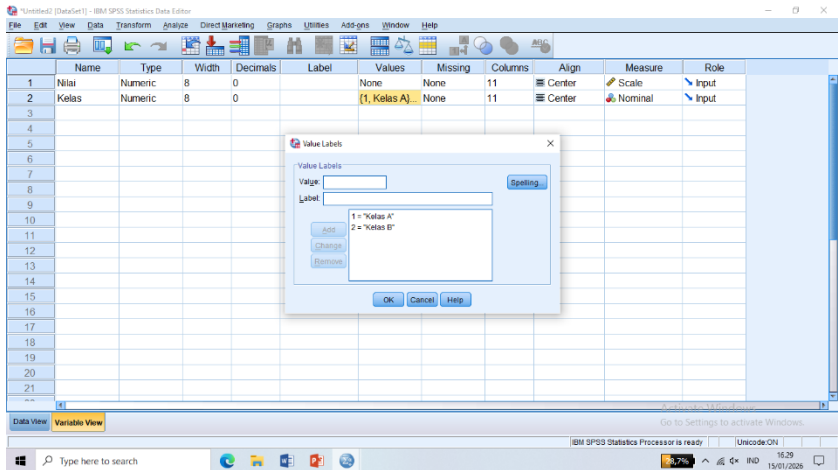 *Untitled2 [DataSet1] - IBM SPSS Statistics Data Editor
File Edit View Data Transform Analyze Direct Marketing Graphs Utilities Add-ons Window Help
Name Type Width Decimals Label Values Missing Columns Align Measure Role
1 Nilai Numeric 8 0 None None 11 Center Scale Input
2 Kelas Numeric 8 0 {1, Kelas A}... None 11 Center Nominal Input
3
4
5
6
7
8
9
10
11
12
13
14
15
16
17
18
19
20
21
Value Labels
Value Labels
Value:
Spelling...
Label:
1 = "Kelas A"
2 = "Kelas B"
Add
Change
Remove
OK Cancel Help
Activate Windows
Go to Settings to activate Windows.
Data View Variable View
IBM SPSS Statistics Processor is ready Unicode:ON
Type here to search
IND
16.29
15/01/2026